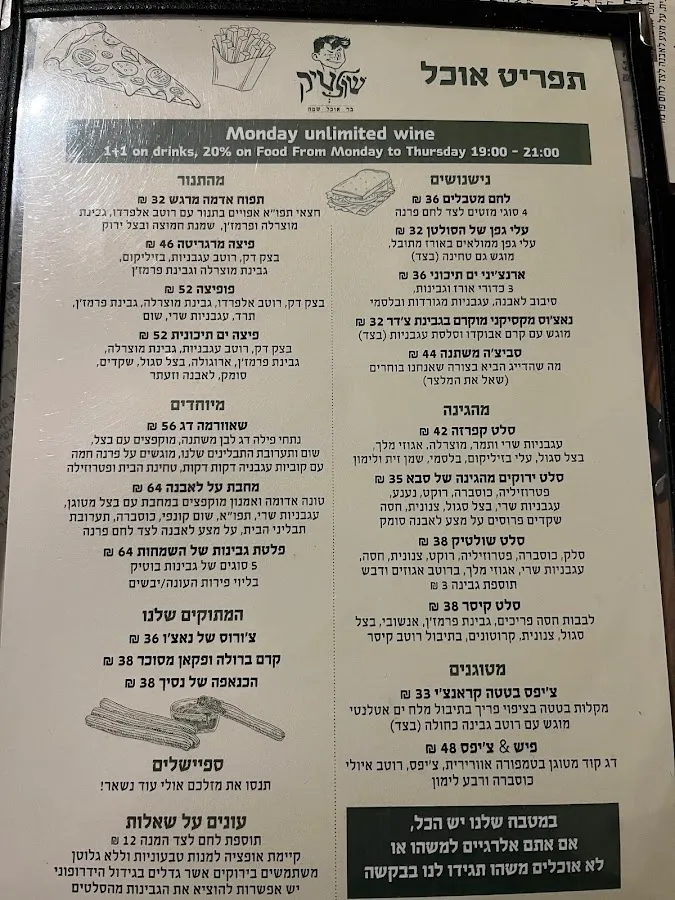 תפריט אוכל
שולטיק
בר אוכל שמח
Monday unlimited wine
1+1 on drinks, 20% on Food From Monday to Thursday 19:00 - 21:00
נישנושים
לחם מטבלים 36 ₪
4 סוגי מזטים לצד לחם פרנה
עלי גפן של הסולטן 32 ₪
עלי גפן ממולאים באורז מתובל,
מוגש עם טחינה (בצד)
ארנצ'יני ים תיכוני 36 ₪
3 כדורי אורז וגבינות,
סיבוב לאבנה, עגבניות מגורדות ובלסמי
נאצ'וס מקסיקני מוקרם בגבינת צ'דר 32 ₪
מוגש עם קרם אבוקדו וסלסת עגבניות (בצד)
סביצ'ה משתנה 44 ₪
מה שהדייג הביא בצורה שאנחנו בוחרים
(שאל את המלצר)
מהגינה
סלט קפרזה 42 ₪
עגבניות שרי ותמר, מוצרלה, אגוזי מלך,
בצל סגול, עלי בזיליקום, בלסמי, שמן זית ולימון
סלט ירוקים מהגינה של סבא 35 ₪
פטרוזיליה, כוסברה, רוקט, נענע,
עגבניות שרי, בצל סגול, צנונית, חסה
שקדים פרוסים על מצע לאבנה סומק
סלט שולטיק 38 ₪
סלק, כוסברה, פטרוזיליה, רוקט, צנונית, חסה,
עגבניות שרי, אגוזי מלך, ברוטב אגוזים ודבש
תוספת גבינה 3 ₪
סלט קיסר 38 ₪
לבבות חסה פריכים, גבינת פרמז'ן, אנשובי, בצל
סגול, צנונית, קרוטונים, בתיבול רוטב קיסר
מטוגנים
צ'יפס בטטה קראנצ'י 33 ₪
מקלות בטטה בציפוי פריך בתיבול מלח ים אטלנטי
מוגש עם רוטב גבינה כחולה (בצד)
פיש & צ'יפס 48 ₪
דג קוד מטוגן בטמפורה אוורירית, צ'יפס, רוטב איולי
כוסברה ורבע לימון
במטבח שלנו יש הכל,
אם אתם אלרגיים למשהו או
לא אוכלים משהו תגידו לנו בבקשה
מהתנור
תפוח אדמה מרגש 32 ₪
חצאי תפו"א אפויים בתנור עם רוטב אלפרדו, גבינת
מוצרלה ופרמז'ן, שמנת חמוצה ובצל ירוק
פיצה מרגריטה 46 ₪
בצק דק, רוטב עגבניות, בזיליקום,
גבינת מוצרלה וגבינת פרמז'ן
פופיצה 52 ₪
בצק דק, רוטב אלפרדו, גבינת מוצרלה, גבינת פרמז'ן,
תרד, עגבניות שרי, שום
פיצה ים תיכונית 52 ₪
בצק דק, רוטב עגבניות, גבינת מוצרלה,
גבינת פרמז'ן, ארוגולה, בצל סגול, שקדים,
סומק, לאבנה וזעתר
מיוחדים
שאוורמה דג 56 ₪
נתחי פילה דג לבן משתנה, מוקפצים עם בצל,
שום ותערובת התבלינים שלנו, מוגשים על פרנה חמה
עם קוביות עגבניה דקות דקות, טחינת הבית ופטרוזיליה
מחבת על לאבנה 64 ₪
טונה אדומה ואמנון מוקפצים במחבת עם בצל מטוגן,
עגבניות שרי, תפו"א, שום קונפי, כוסברה, תערובת
תבליני הבית, על מצע לאבנה לצד לחם פרנה
פלטת גבינות של השמחות 64 ₪
5 סוגים של גבינות בוטיק
בליווי פירות העונה/יבשים
המתוקים שלנו
צ'ורוס של נאצ'ו 36 ₪
קרם ברולה ופקאן מסוכר 38 ₪
הכנאפה של נסיך 38 ₪
ספיישלים
תנסו את מזלכם אולי עוד נשאר!
עונים על שאלות
תוספת לחם לצד המנה 12 ₪
קיימת אופציה למנות טבעוניות וללא גלוטן
משתמשים בירוקים אשר גדלים בגידול הידרופוני
יש אפשרות להוציא את הגבינות מהסלטים